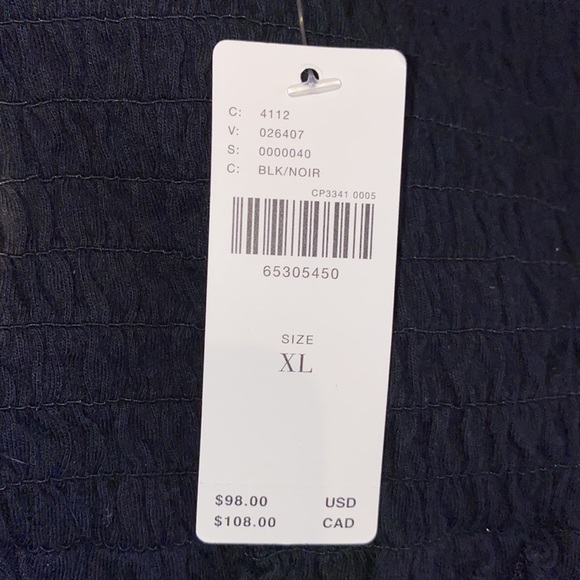 C: 4112
V: 026407
S: 0000040
C: BLK/NOIR
CP3341 0005
65305450
SIZE
XL
$98.00 USD
$108.00 CAD